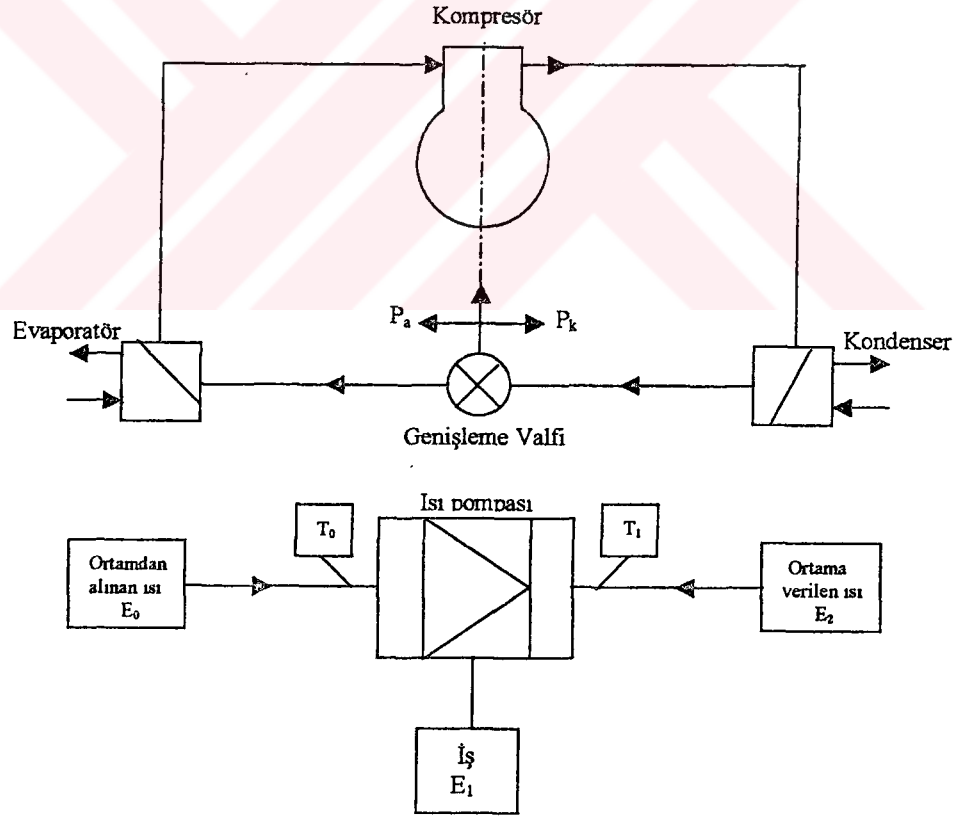 Kompresör
Evaporatör
Pa
Pk
Kondenser
Genişleme Valfi
Isı pompası
T0
T1
Ortamdan
alınan ısı
E0
Ortama
verilen ısı
E2
İş
E1